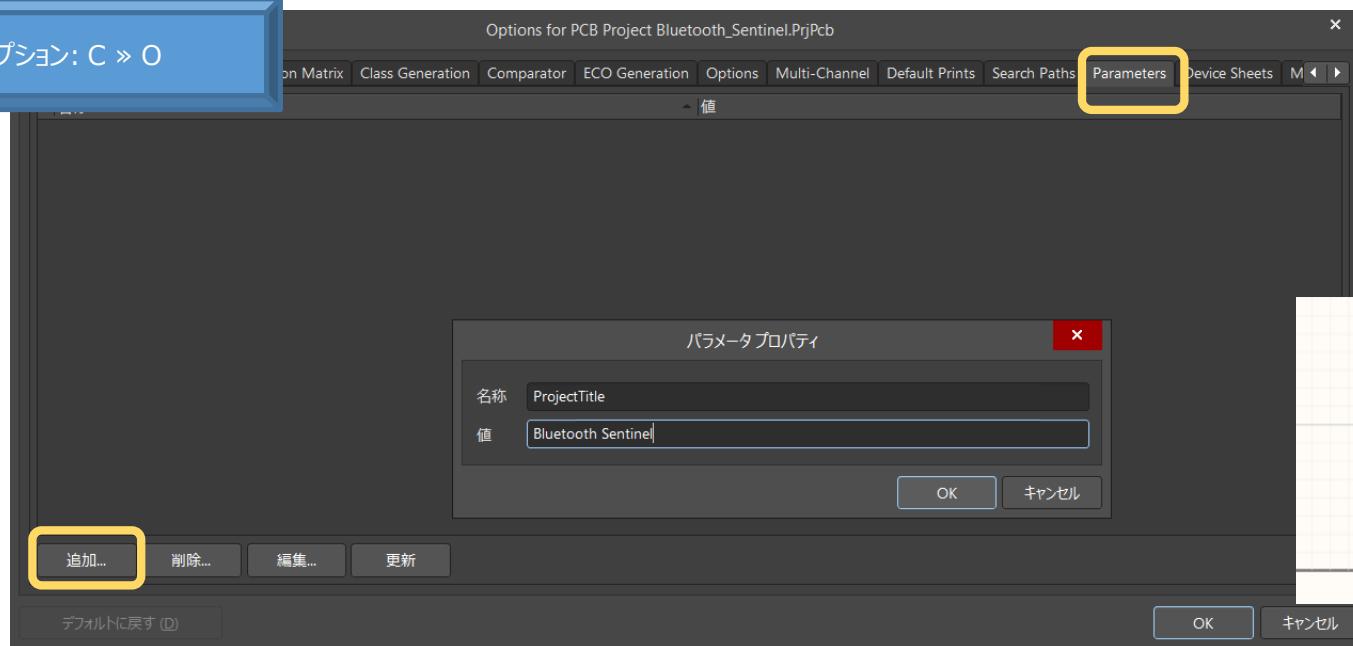 プション: C » O
Options for PCB Project Bluetooth_Sentinel.PrjPcb
on Matrix Class Generation Comparator ECO Generation Options Multi-Channel Default Prints Search Paths Parameters Device Sheets M
値
パラメータ プロパティ
名称 ProjectTitle
値 Bluetooth Sentinel
OK キャンセル
追加... 削除... 編集... 更新
デフォルトに戻す (D) OK キャンセル